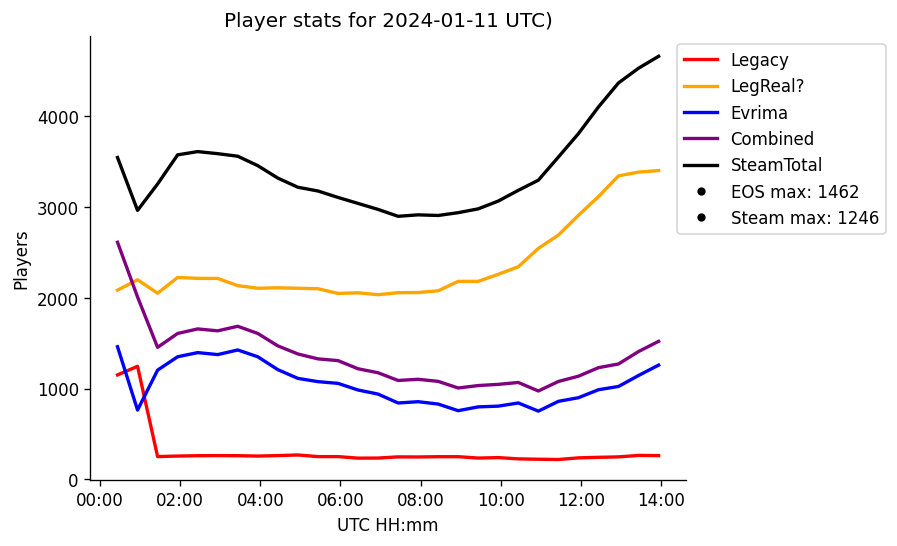 Player stats for 2024-01-11 UTC)
Legacy
LegReal?
Evrima
Combined
SteamTotal
EOS max: 1462
Steam max: 1246
Players
4000
3000
2000
1000
0
00:00 02:00 04:00 06:00 08:00 10:00 12:00 14:00
UTC HH:mm